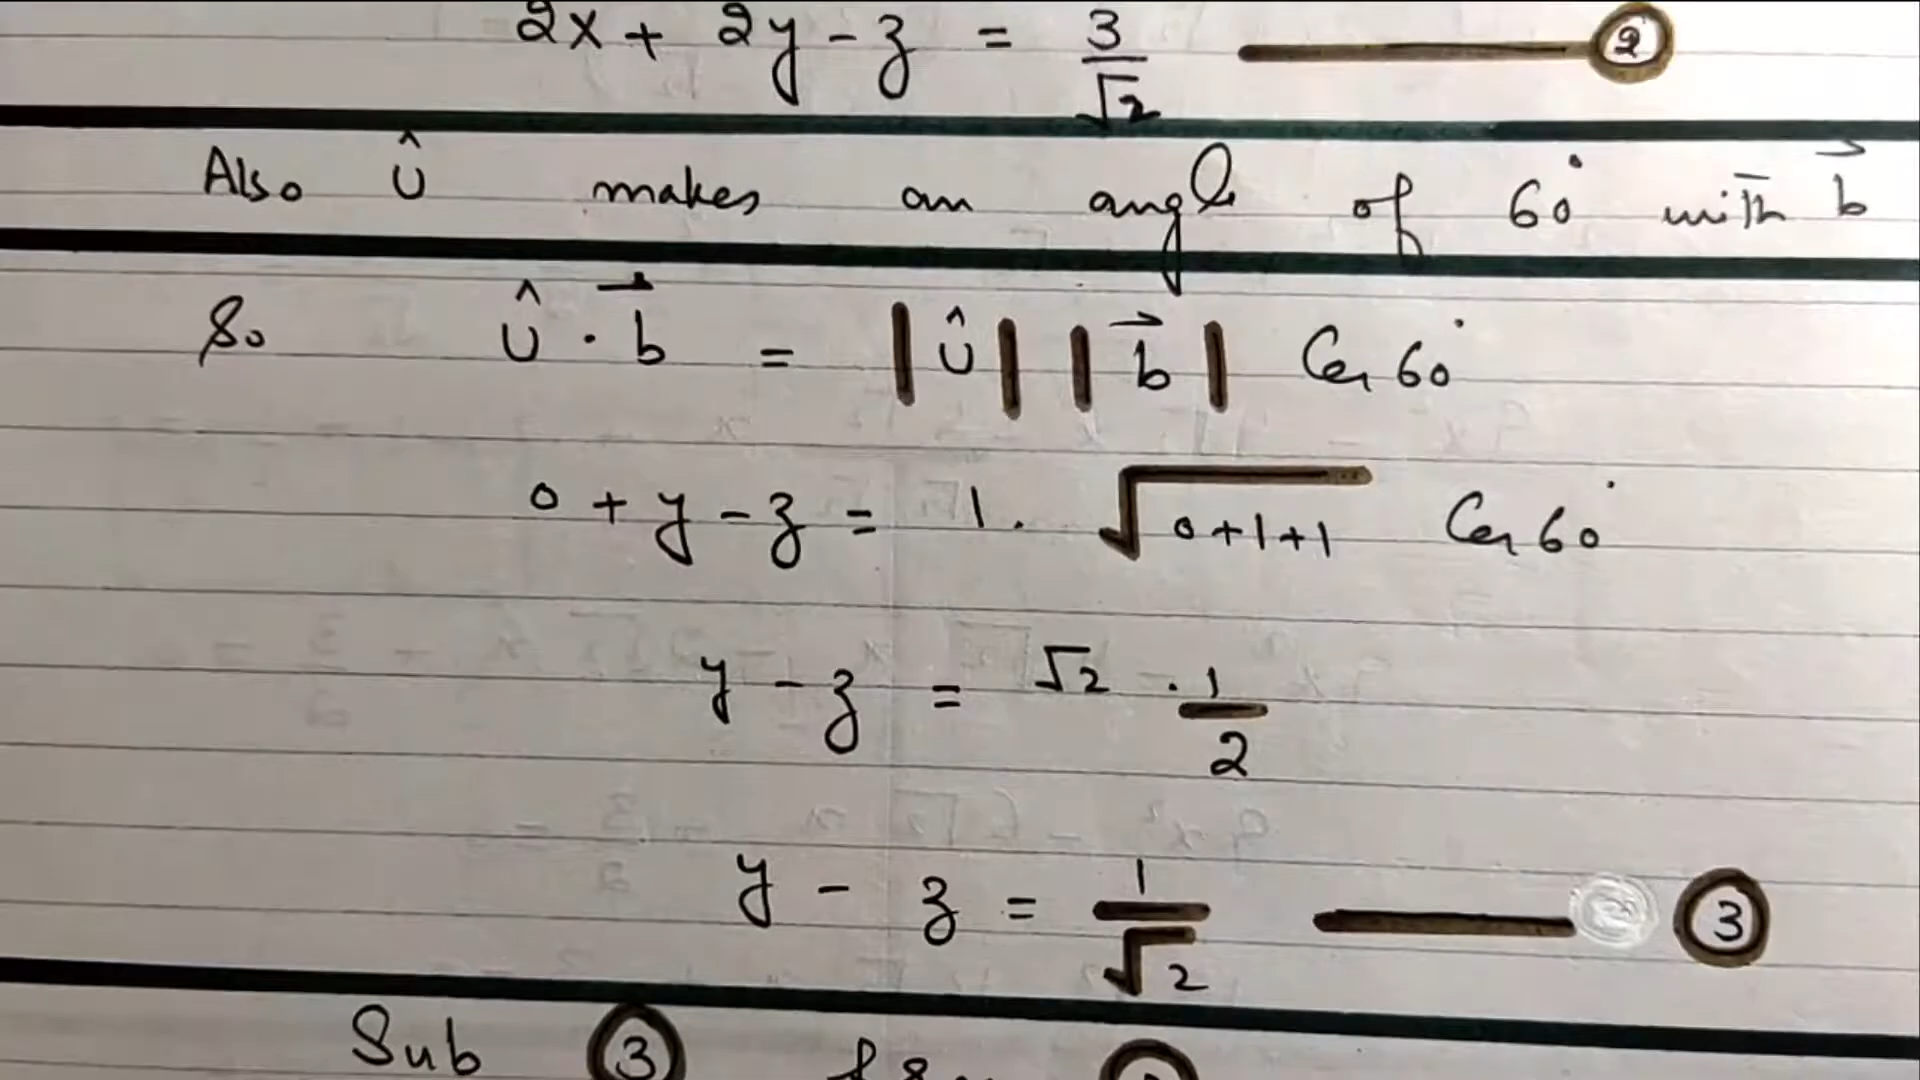 2x + 2y - z = 3/√2 ——— ②
Also û makes an angle of 60° with b⃗
So û · b⃗ = |û| |b⃗| Cos 60°
0 + y - z = 1 . √(0+1+1) Cos 60°
y - z = √2 . 1/2
y - z = 1/√2 ——— ③
Sub ③